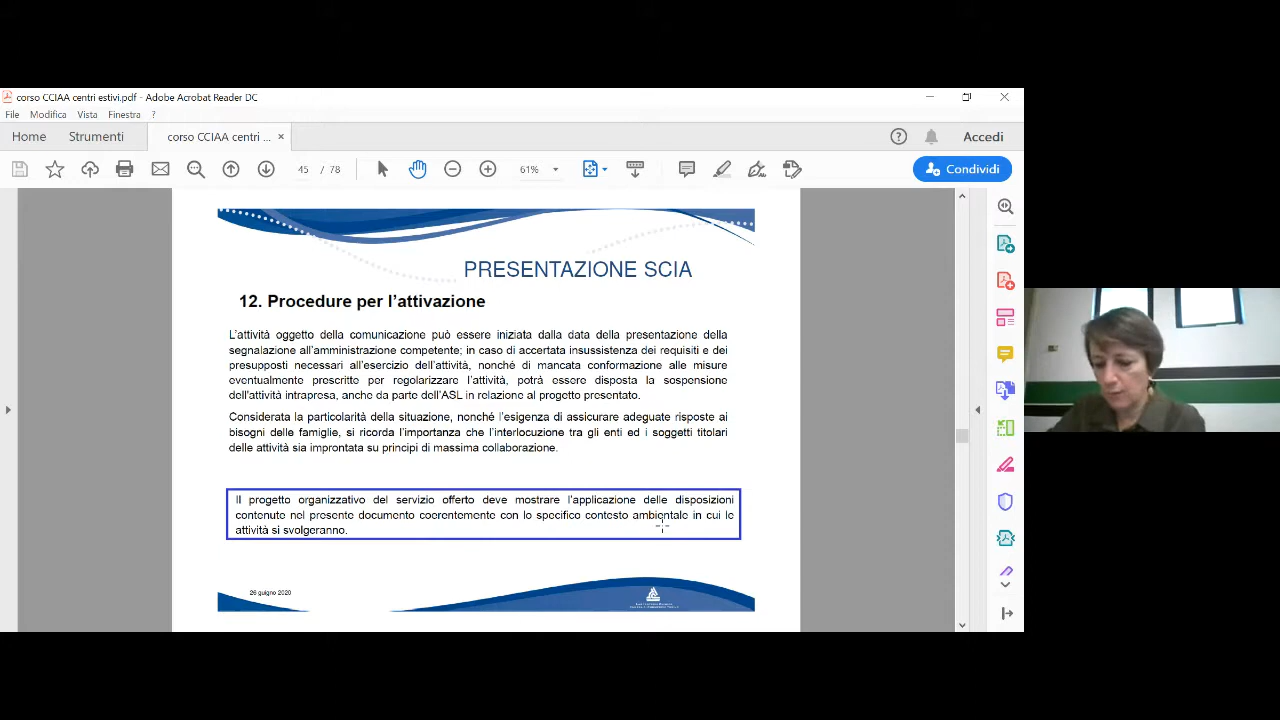 corso CCIAA centri estivi.pdf - Adobe Acrobat Reader DC
File Modifica Vista Finestra ?
Home Strumenti corso CCIAA centri ... × Accedi
45 / 78 61% Condividi
PRESENTAZIONE SCIA
12. Procedure per l'attivazione
L'attività oggetto della comunicazione può essere iniziata dalla data della presentazione della
segnalazione all'amministrazione competente; in caso di accertata insussistenza dei requisiti e dei
presupposti necessari all'esercizio dell'attività, nonché di mancata conformazione alle misure
eventualmente prescritte per regolarizzare l'attività, potrà essere disposta la sospensione
dell'attività intrapresa, anche da parte dell'ASL in relazione al progetto presentato.
Considerata la particolarità della situazione, nonché l'esigenza di assicurare adeguate risposte ai
bisogni delle famiglie, si ricorda l'importanza che l'interlocuzione tra gli enti ed i soggetti titolari
delle attività sia improntata su principi di massima collaborazione.
Il progetto organizzativo del servizio offerto deve mostrare l'applicazione delle disposizioni
contenute nel presente documento coerentemente con lo specifico contesto ambientale in cui le
attività si svolgeranno.
26 guigno 2020